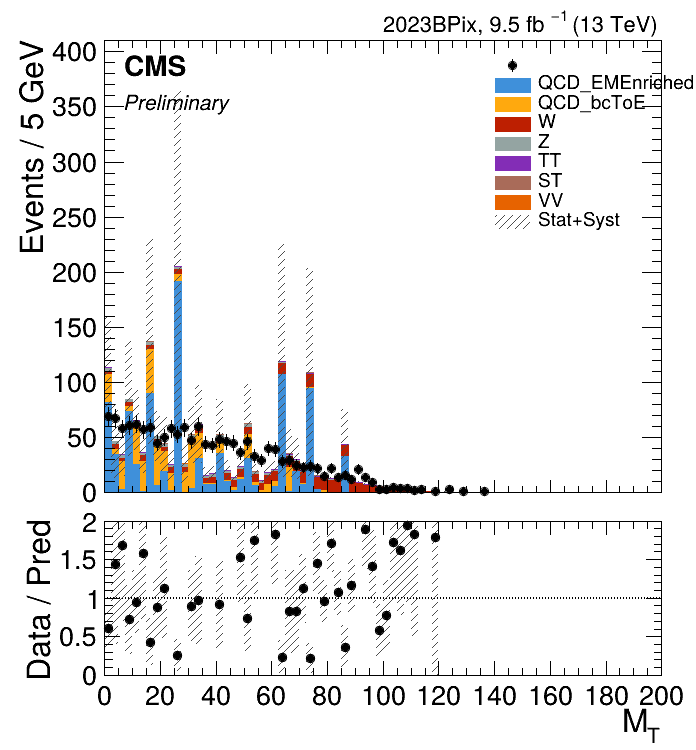 2023BPix, 9.5 fb −1 (13 TeV)
CMS
Preliminary
QCD_EMEnriched
QCD_bcToE
W
Z
TT
ST
VV
Stat+Syst
Events / 5 GeV
400
350
300
250
200
150
100
50
0
Data / Pred
2
1.5
1
0.5
0
0 20 40 60 80 100 120 140 160 180 200
M_T